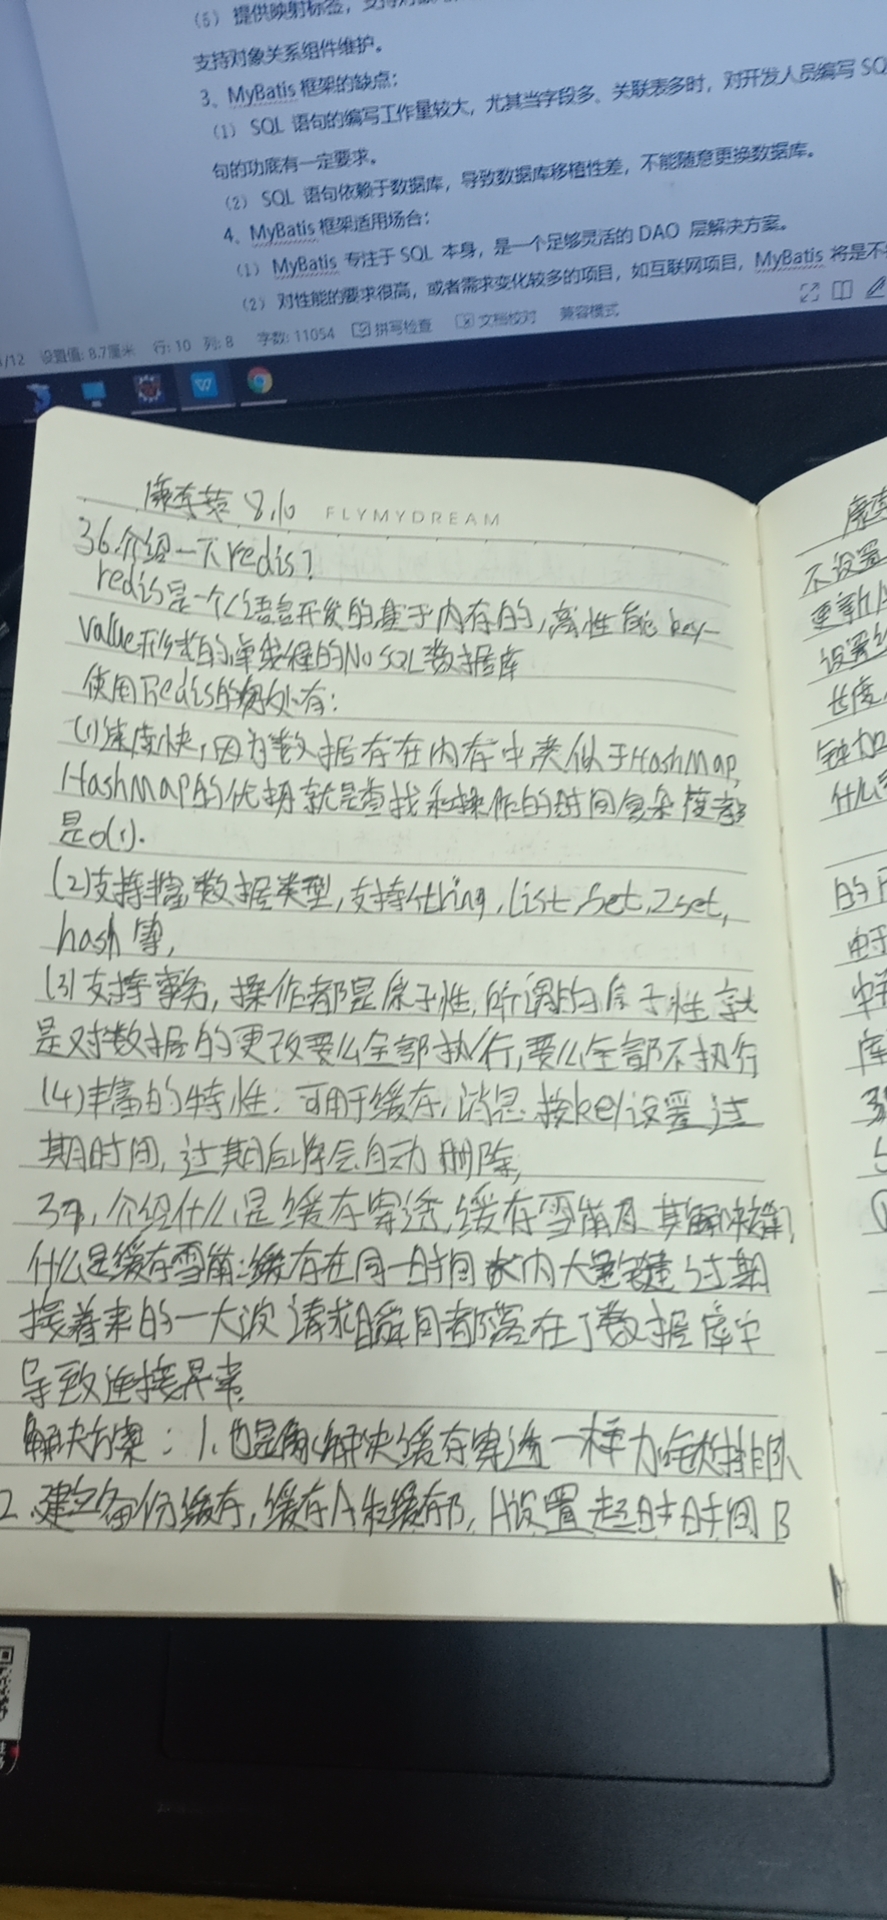 (5) 提供映射标签，支持对象
支持对象关系组件维护。
3、MyBatis 框架的缺点：
(1) SQL 语句的编写工作量较大，尤其当字段多、关联表多时，对开发人员编写 SQ
句的功底有一定要求。
(2) SQL 语句依赖于数据库，导致数据库移植性差，不能随意更换数据库。
4、MyBatis 框架适用场合：
(1) MyBatis 专注于 SQL 本身，是一个足够灵活的 DAO 层解决方案。
(2) 对性能的要求很高，或者需求变化较多的项目，如互联网项目，MyBatis 将是不
/12 设置值: 8.7厘米 行: 10 列: 8 字数: 11054 拼写检查 文档校对 兼容模式
8.10 FLYMYDREAM
36.介绍一下redis?
redis是一个C语言开发的基于内存的，高性能 key-
value形式的单线程的NoSQL数据库
使用redis的好处有：
(1)速度快，因为数据存在内存中类似于HashMap,
HashMap的优势就是查找和操作的时间复杂度都
是O(1).
(2)支持丰富数据类型，支持string, list, set, zset,
hash等，
(3)支持事务，操作都是原子性，所谓的原子性就
是对数据的更改要么全部执行，要么全部不执行
(4)丰富的特性：可用于缓存，消息，按key设置过
期时间，过期后将会自动删除，
37、介绍什么是缓存穿透，缓存雪崩及其解决
什么是缓存雪崩：缓存在同一时间内大量键过期
接着来的一大波请求瞬间都落在了数据库中
导致连接异常
解决方案：1、也是像解决缓存穿透一样加锁排队
2.建立备份缓存，缓存A和缓存B，A设置超时时间B
不设置
更新
设置
长度
钟
什么
的
库